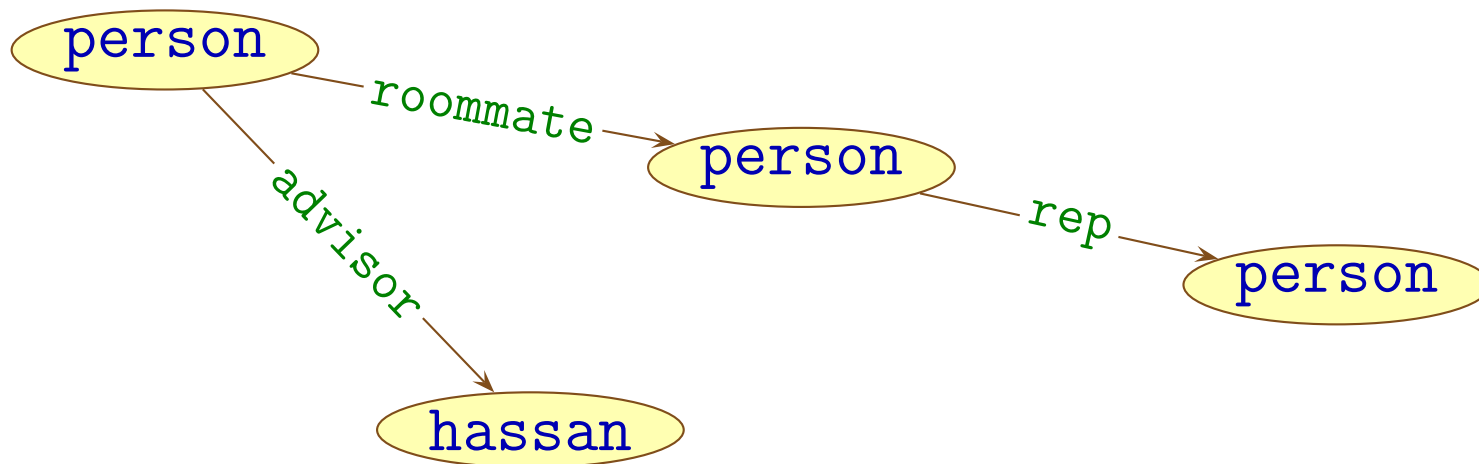 person
roommate
person
rep
person
advisor
hassan